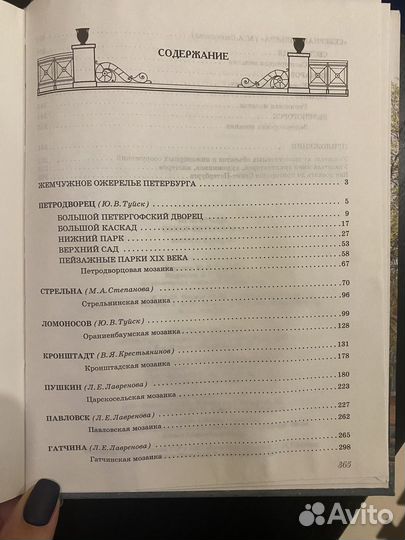 СОДЕРЖАНИЕ
ЖЕМЧУЖНОЕ ОЖЕРЕЛЬЕ ПЕТЕРБУРГА 3
ПЕТРОДВОРЕЦ (Ю.В.Туйск) 5
БОЛЬШОЙ ПЕТЕРГОФСКИЙ ДВОРЕЦ 9
БОЛЬШОЙ КАСКАД 17
НИЖНИЙ ПАРК 27
ВЕРХНИЙ САД 53
ПЕЙЗАЖНЫЕ ПАРКИ XIX ВЕКА 58
Петродворцовая мозаика 67
СТРЕЛЬНА (М.А.Степанова) 70
Стрельнинская мозаика 96
ЛОМОНОСОВ (Ю.В.Туйск) 99
Ораниенбаумская мозаика 128
КРОНШТАДТ (В.Я.Крестьянинов) 131
Кронштадская мозаика 178
ПУШКИН (Л.Е.Лавренова) 180
Царскосельская мозаика 223
ПАВЛОВСК (Л.Е.Лавренова) 227
Павловская мозаика 262
ГАТЧИНА (Л.Е.Лавренова) 265
Гатчинская мозаика 298
365
Avito